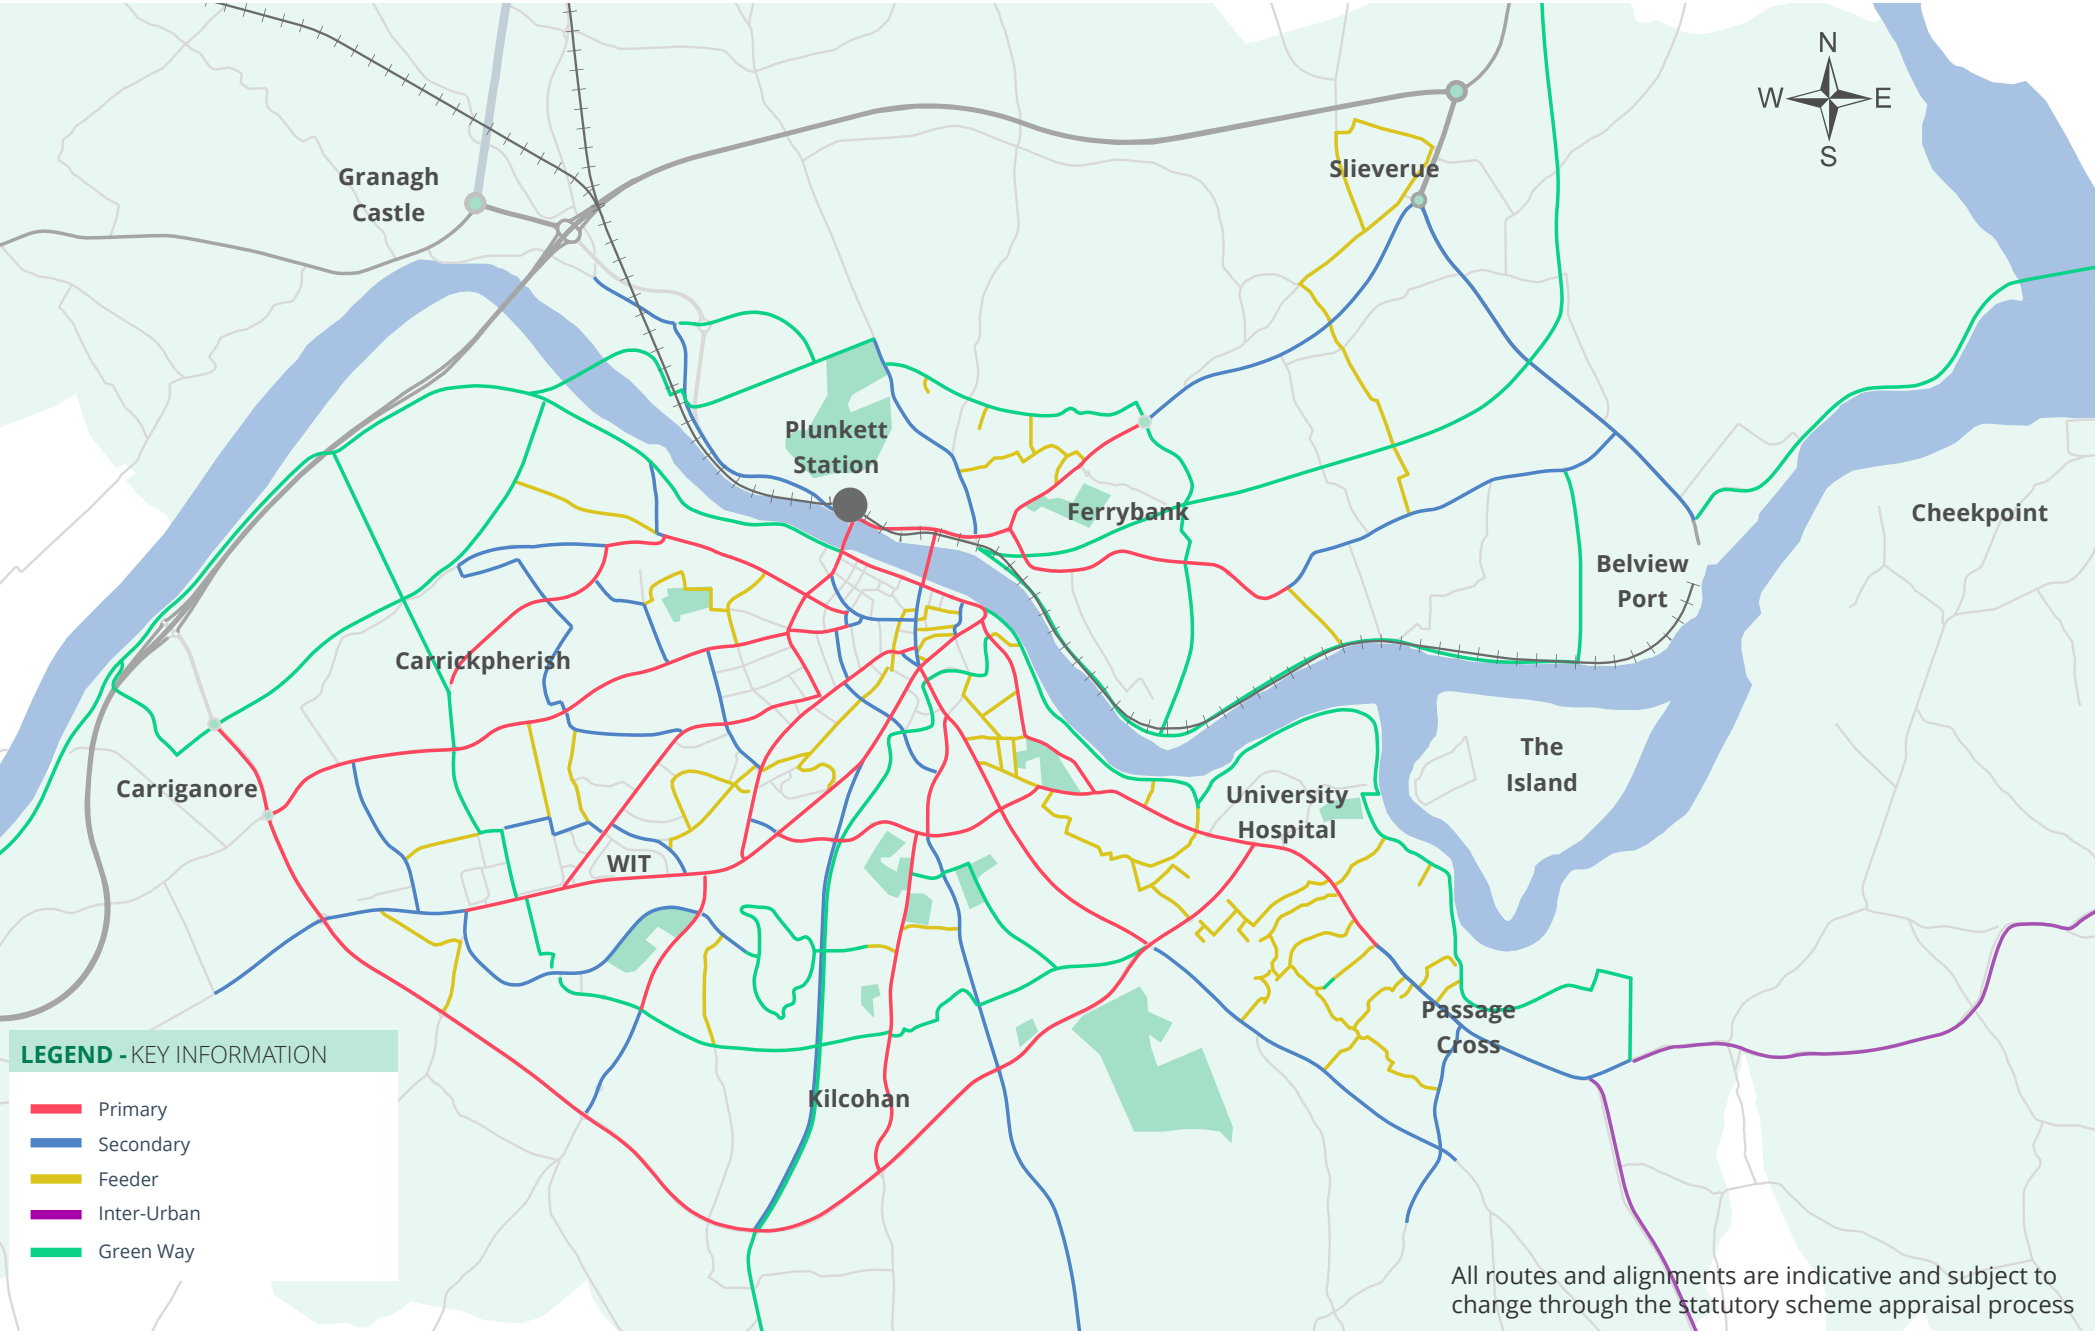 N
W E
S
Granagh
Castle
Slieverue
Plunkett
Station
Ferrybank
Cheekpoint
Belview
Port
Carrickpherish
The
Island
Carriganore
University
Hospital
WIT
Passage
Cross
Kilcohan
LEGEND - KEY INFORMATION
Primary
Secondary
Feeder
Inter-Urban
Green Way
All routes and alignments are indicative and subject to
change through the statutory scheme appraisal process